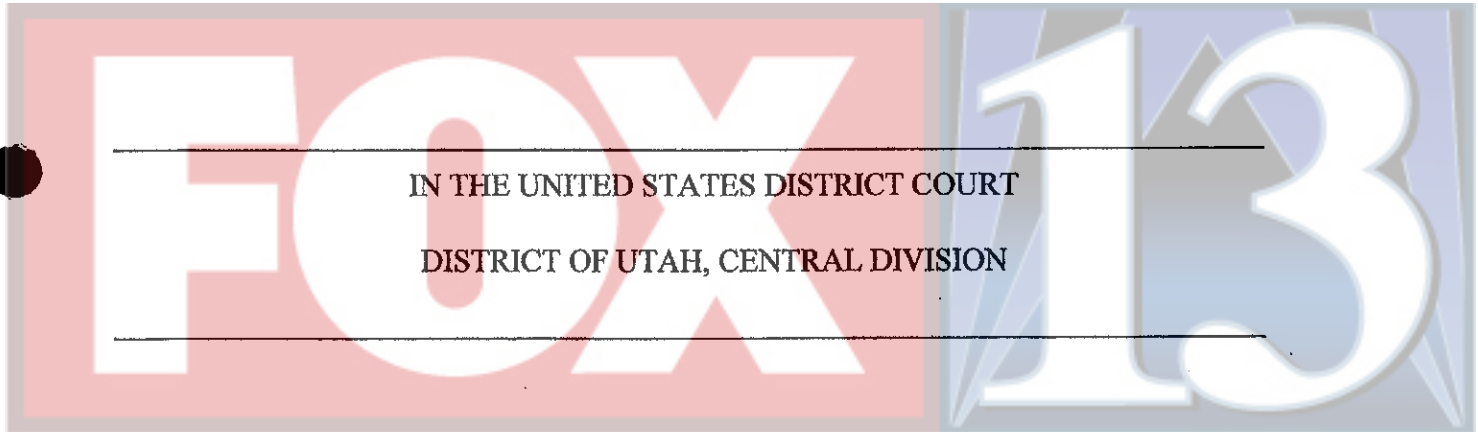 FOX 13
IN THE UNITED STATES DISTRICT COURT
DISTRICT OF UTAH, CENTRAL DIVISION